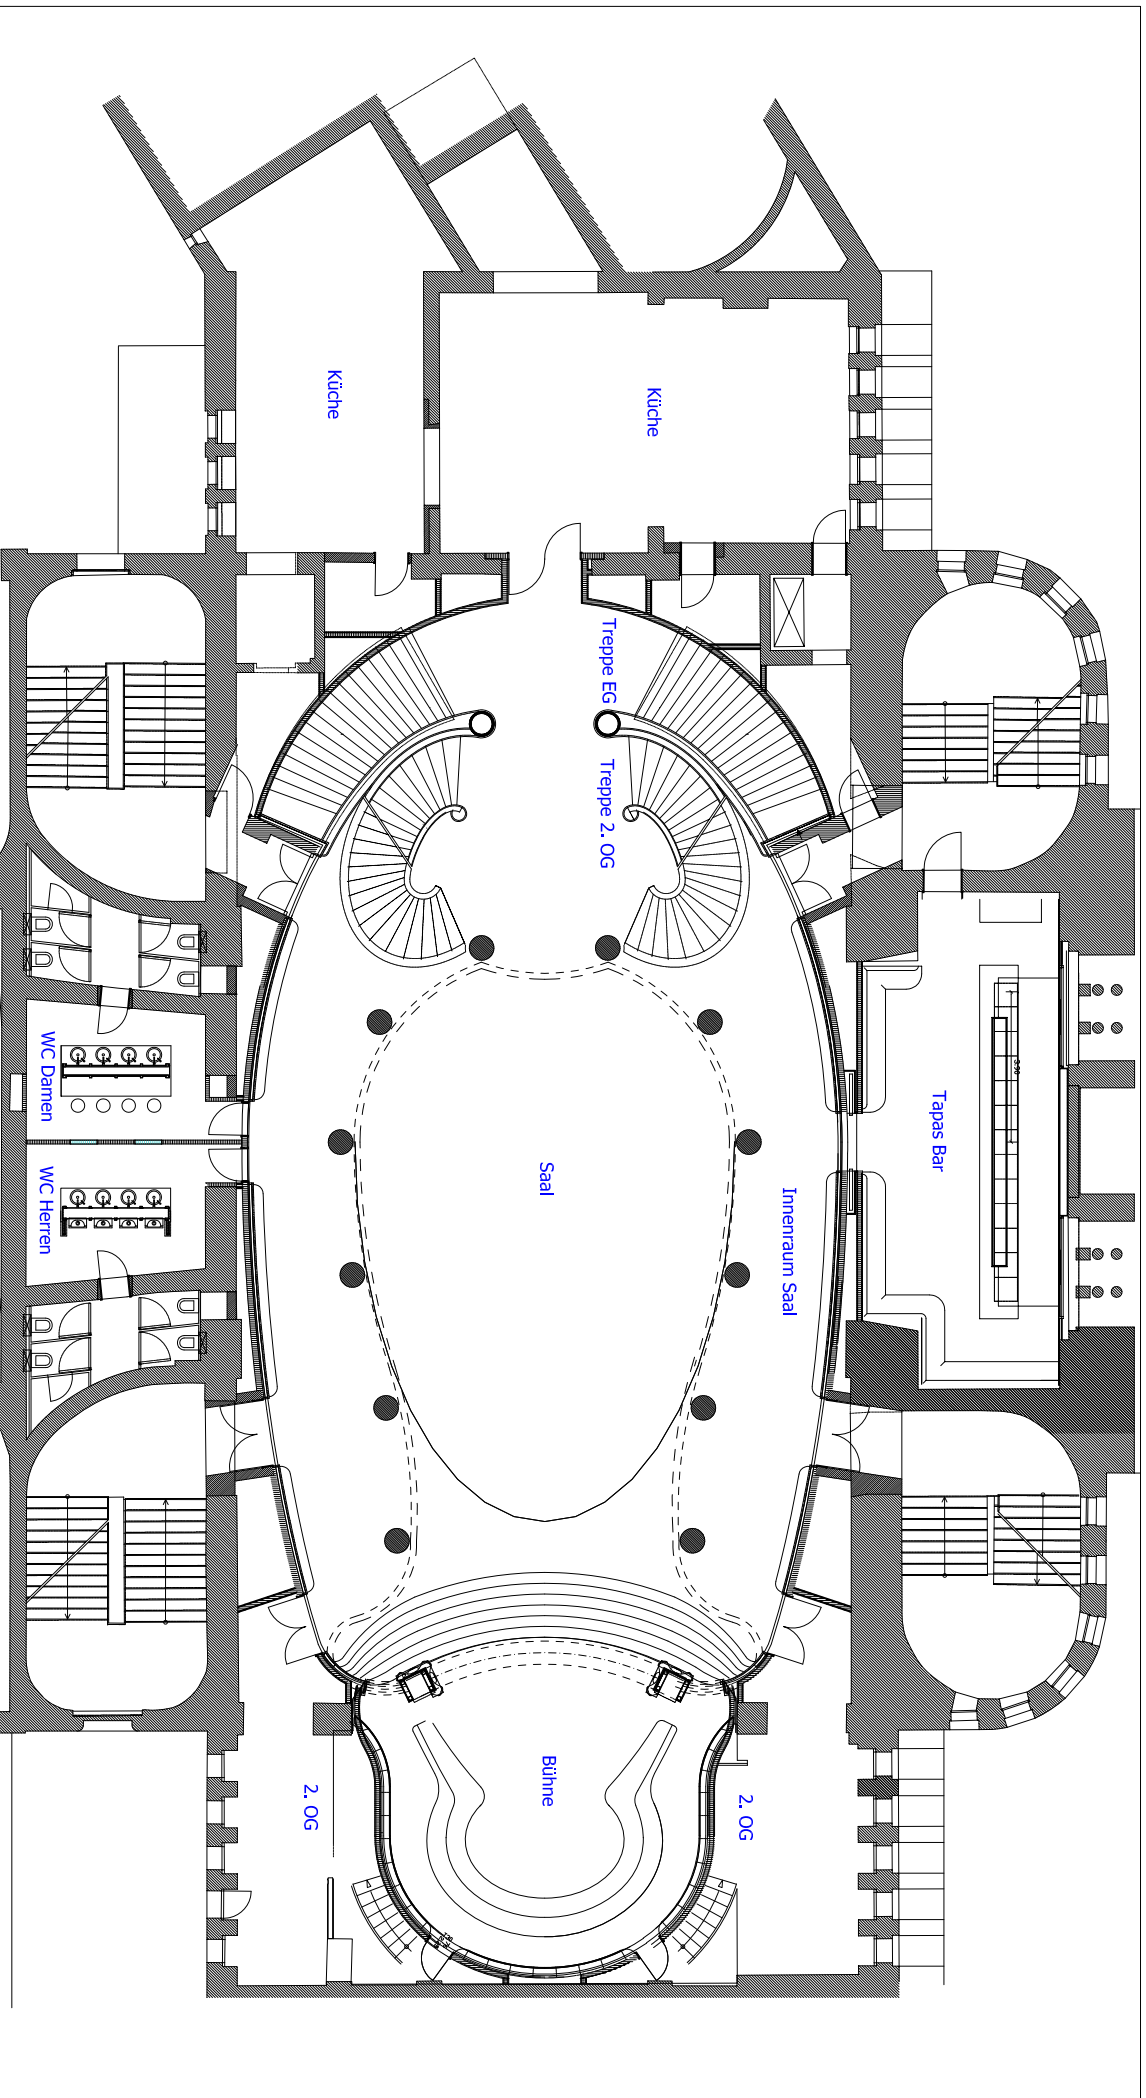 Küche
Küche
Treppe EG
Treppe 2. OG
WC Damen
WC Herren
Saal
Innenraum Saal
Tapas Bar
Bühne
2. OG
2. OG